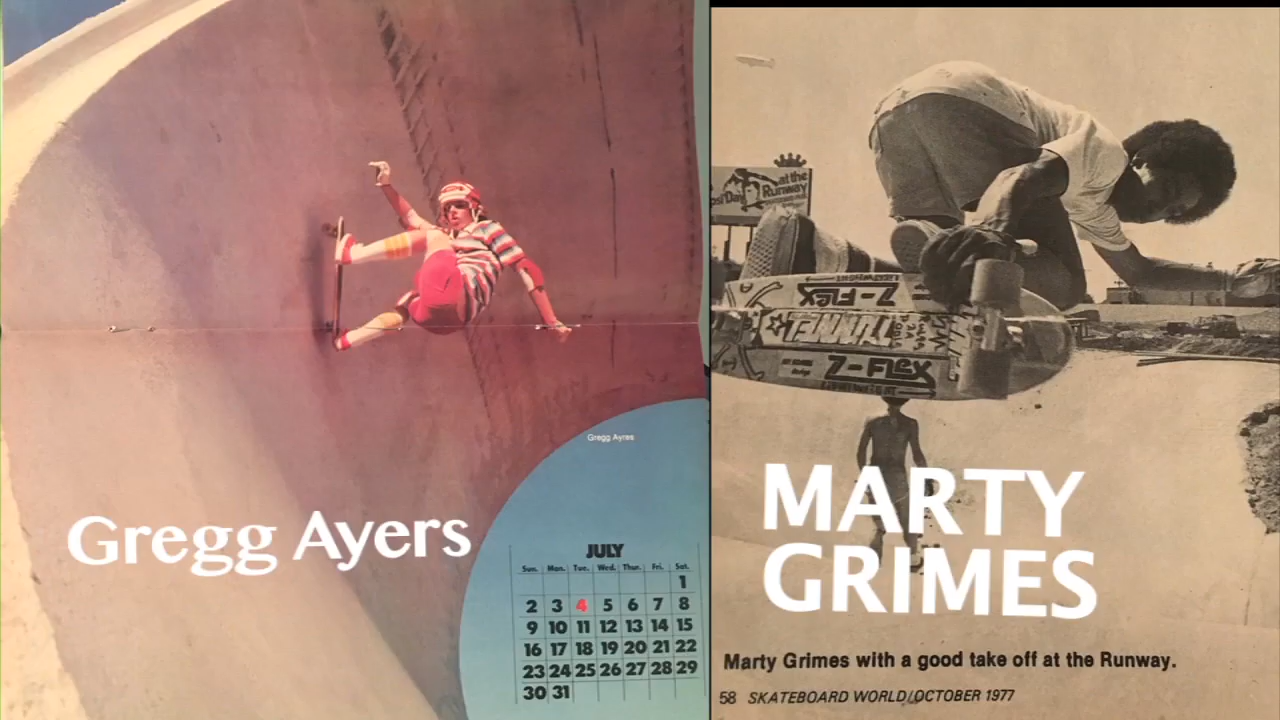 Gregg Ayres
Gregg Ayers
JULY
Sun. Mon. Tue. Wed. Thur. Fri. Sat.
1
2 3 4 5 6 7 8
9 10 11 12 13 14 15
16 17 18 19 20 21 22
23 24 25 26 27 28 29
30 31
at the
Runway
Z-FLEX
TUNNEL
Z-FLEX
MARTY
GRIMES
Marty Grimes with a good take off at the Runway.
58 SKATEBOARD WORLD/OCTOBER 1977